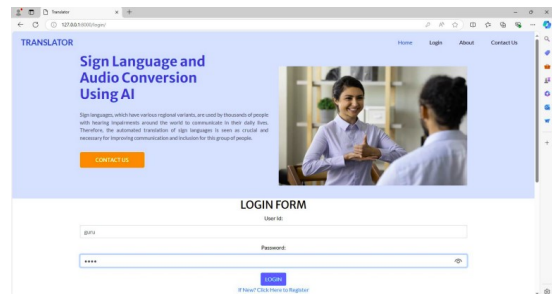 Translator
127.0.0.1:8000/login/
TRANSLATOR
Home Login About Contact Us
Sign Language and
Audio Conversion
Using AI
Sign languages, which have various regional variants, are used by thousands of people
with hearing impairments around the world to communicate in their daily lives.
Therefore, the automated translation of sign languages is seen as crucial and
necessary for improving communication and inclusion for this group of people.
CONTACT US
LOGIN FORM
User Id:
guru
Password:
••••
LOGIN
If New? Click Here to Register